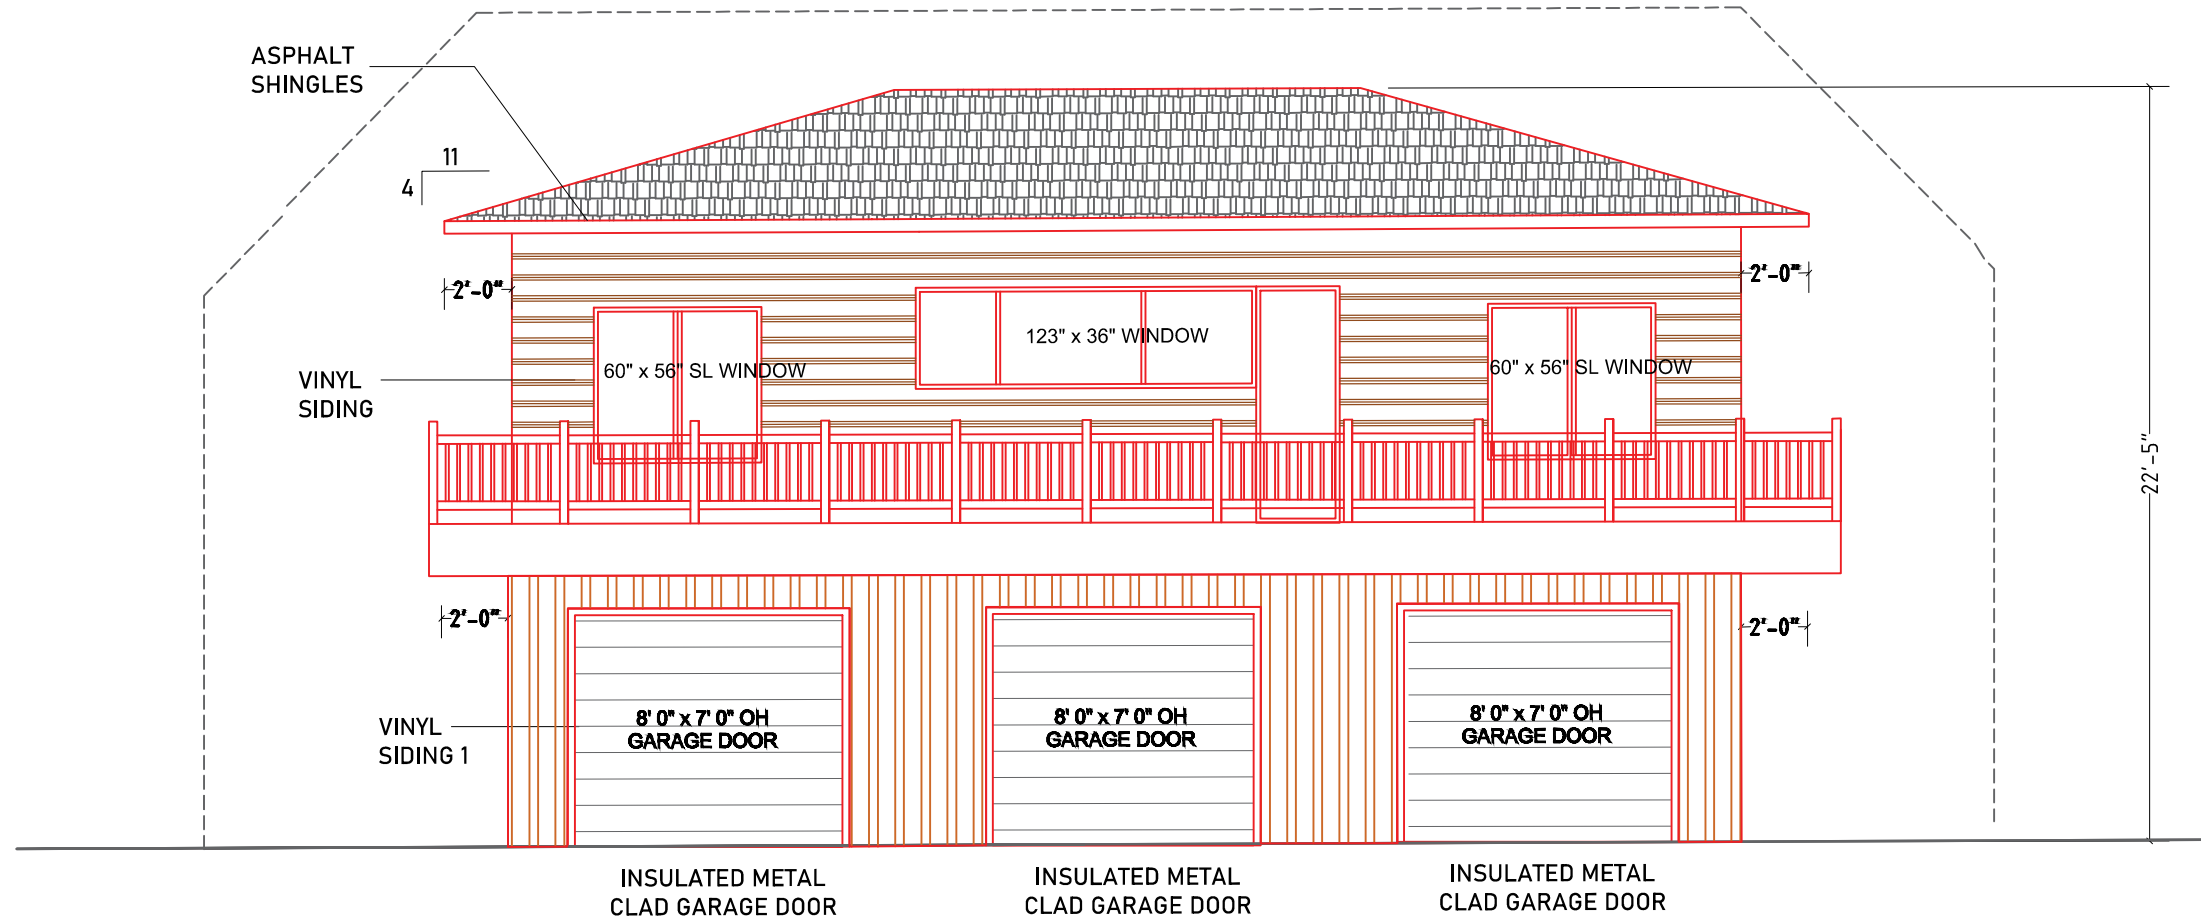 ASPHALT
SHINGLES
11
4
2'-0"
2'-0"
123" x 36" WINDOW
60" x 56" SL WINDOW
60" x 56" SL WINDOW
VINYL
SIDING
22'-5"
2'-0"
2'-0"
VINYL
SIDING 1
8' 0" x 7' 0" OH
GARAGE DOOR
8' 0" x 7' 0" OH
GARAGE DOOR
8' 0" x 7' 0" OH
GARAGE DOOR
INSULATED METAL
CLAD GARAGE DOOR
INSULATED METAL
CLAD GARAGE DOOR
INSULATED METAL
CLAD GARAGE DOOR